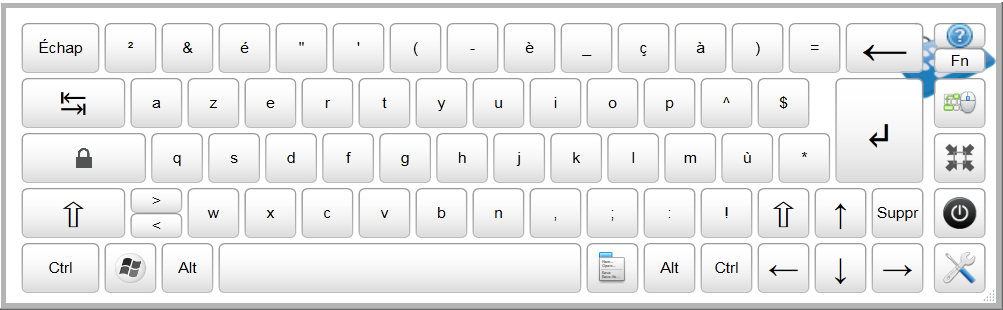 Échap ² & é " ' ( - è _ ç à ) = ← ?
Fn
↹ a z e r t y u i o p ^ $ ↵
q s d f g h j k l m ù *
⇧ > w x c v b n , ; : ! ⇧ ↑ Suppr
<
Ctrl Alt Alt Ctrl ← ↓ →